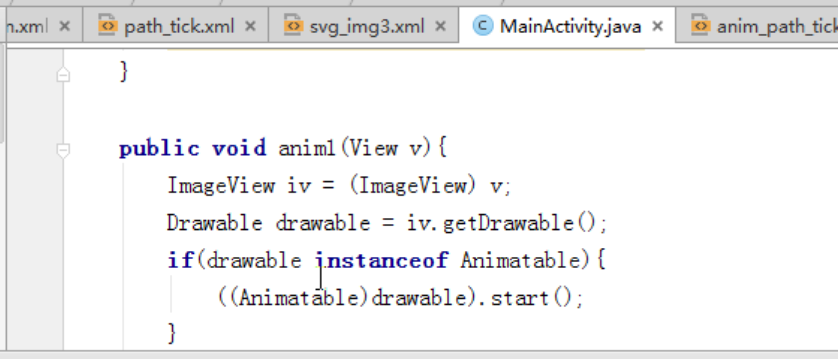 n.xml path_tick.xml svg_img3.xml MainActivity.java anim_path_tick
}
public void anim1(View v){
ImageView iv = (ImageView) v;
Drawable drawable = iv.getDrawable();
if(drawable instanceof Animatable){
((Animatable)drawable).start();
}